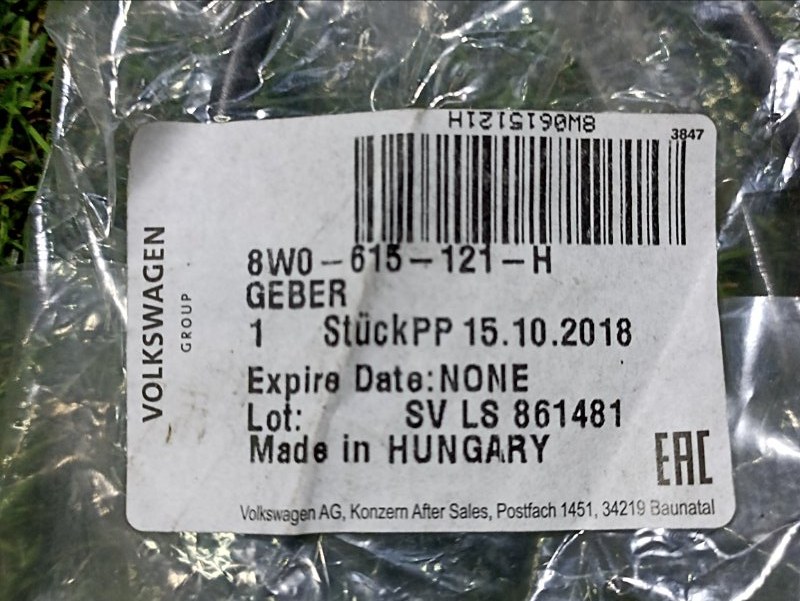 8W0615121H
3847
8W0-615-121-H
GEBER
1 StückPP 15.10.2018
Expire Date:NONE
Lot: SV LS 861481
Made in HUNGARY
EAC
VOLKSWAGEN
GROUP
Volkswagen AG, Konzern After Sales, Postfach 1451, 34219 Baunatal